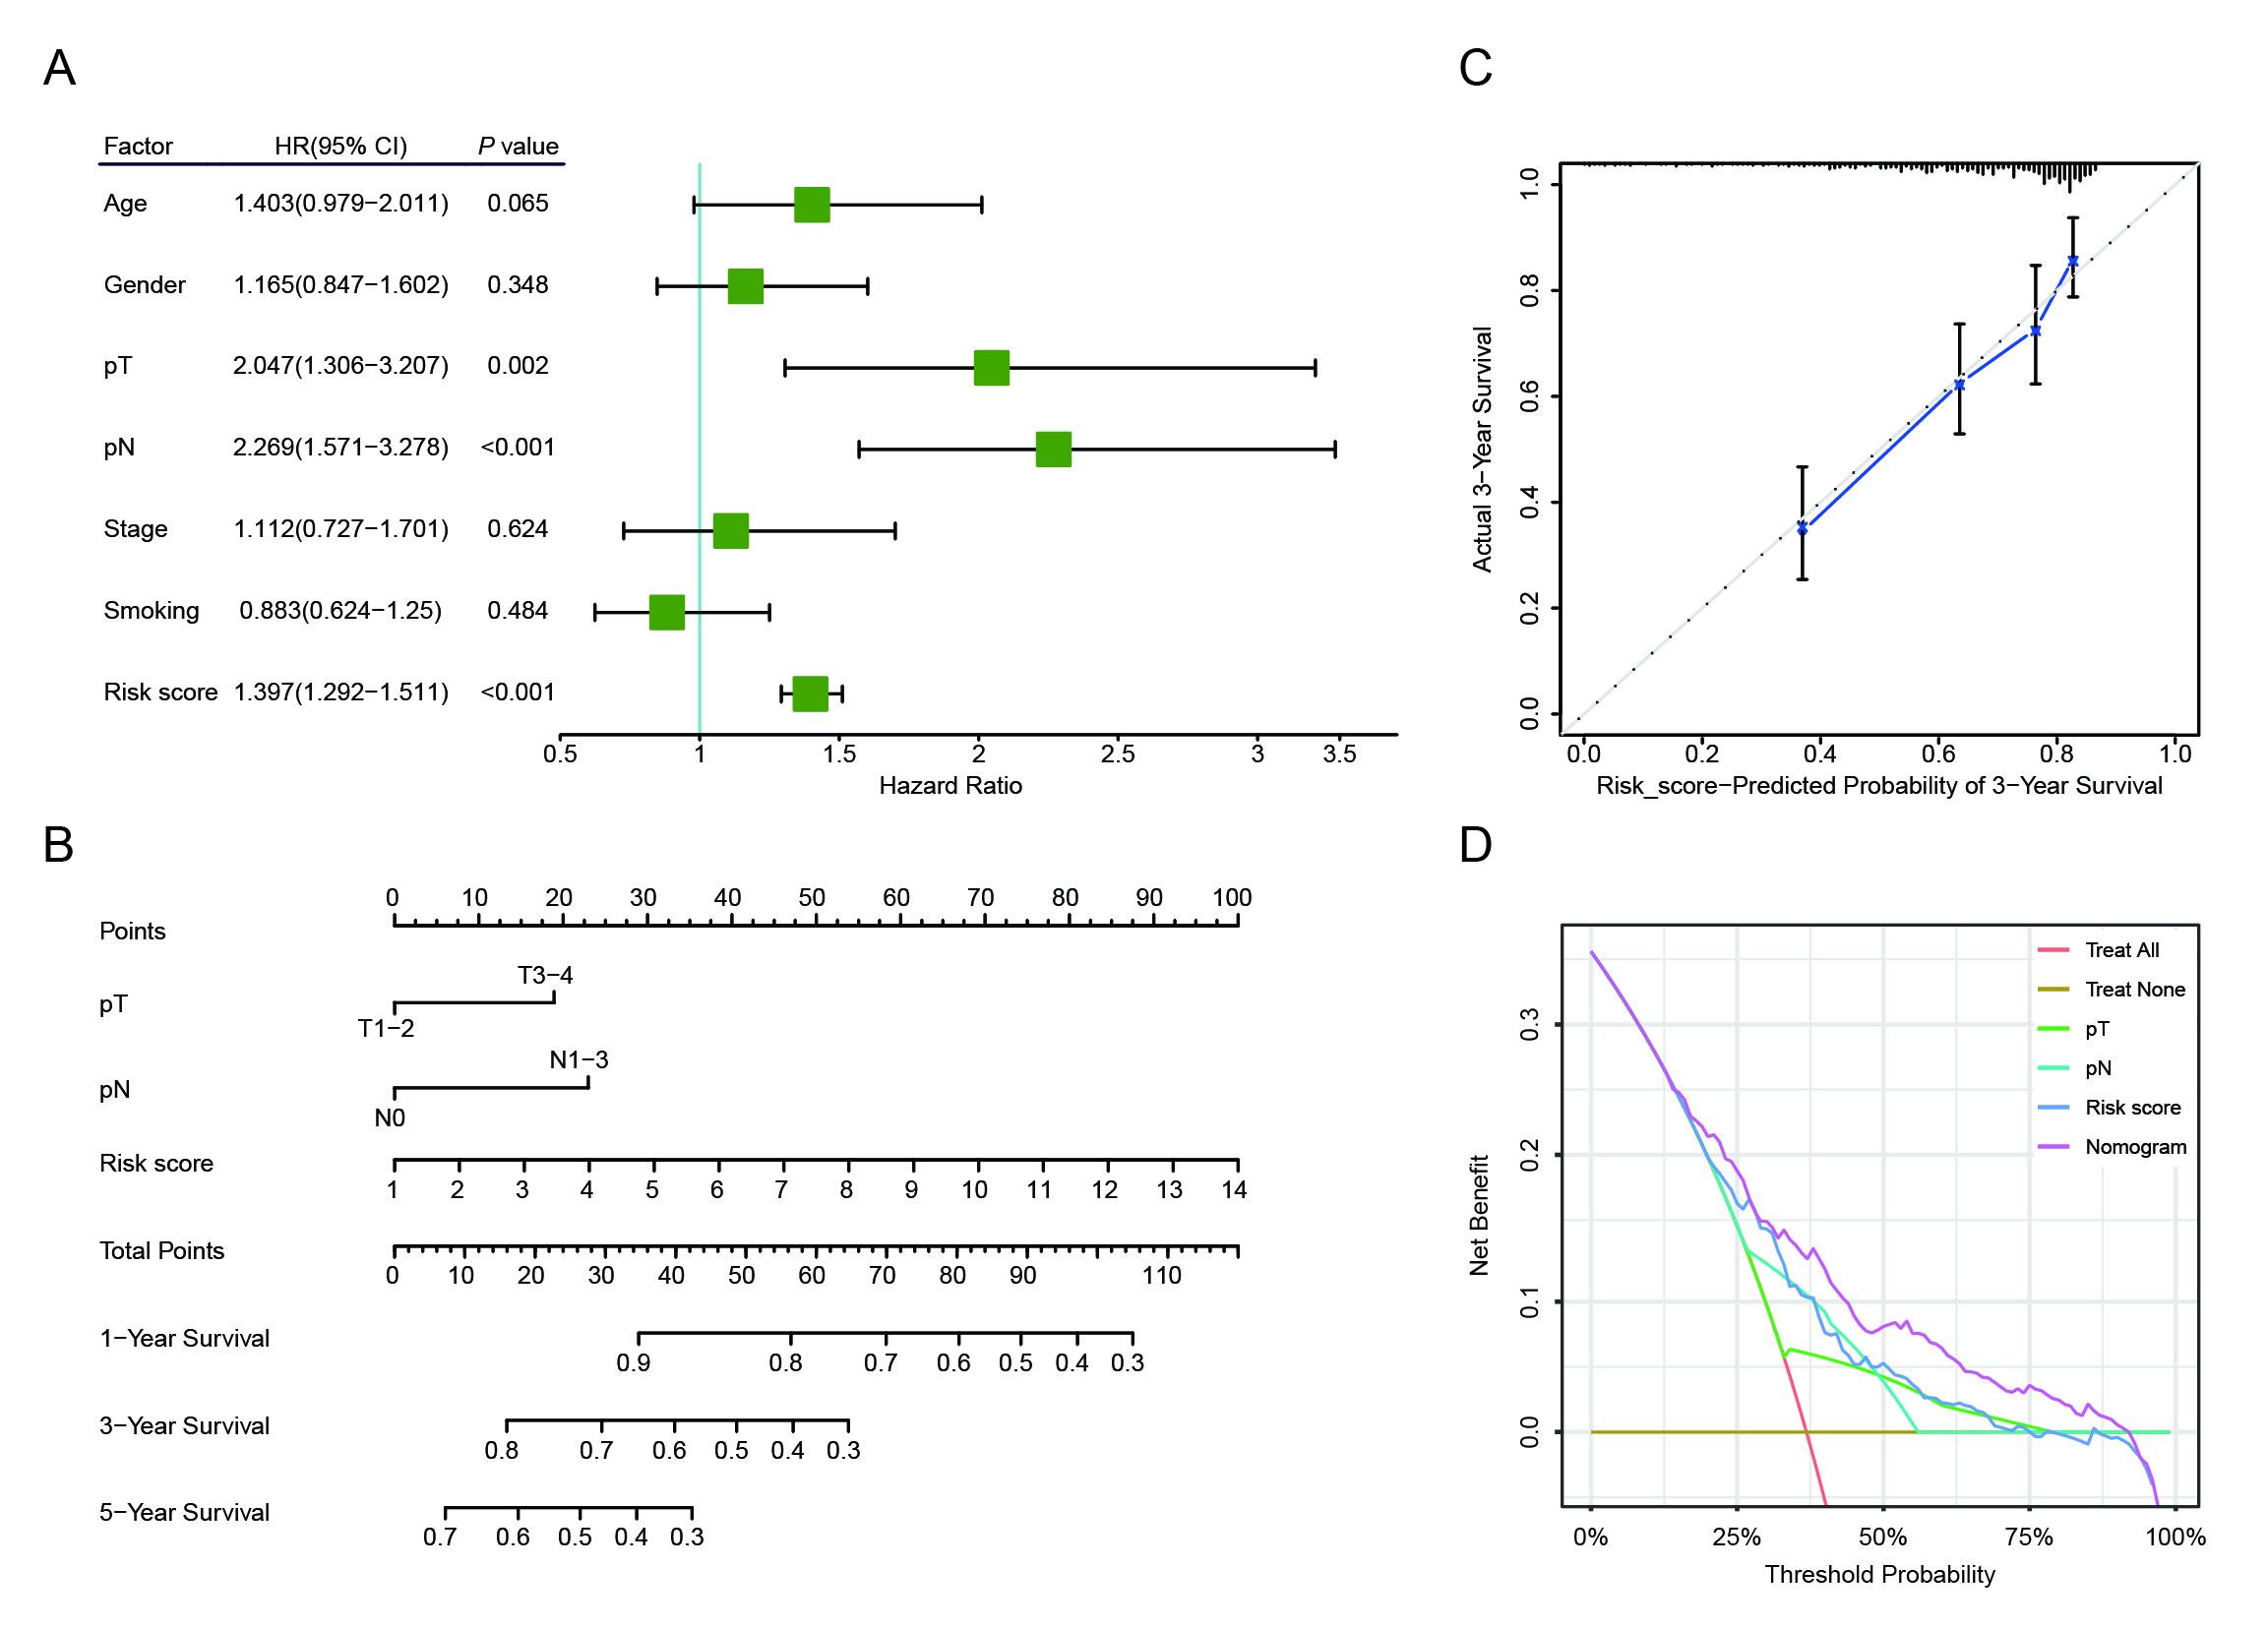 A
Factor HR(95% CI) P value
Age 1.403(0.979−2.011) 0.065
Gender 1.165(0.847−1.602) 0.348
pT 2.047(1.306−3.207) 0.002
pN 2.269(1.571−3.278) <0.001
Stage 1.112(0.727−1.701) 0.624
Smoking 0.883(0.624−1.25) 0.484
Risk score 1.397(1.292−1.511) <0.001
0.5 1 1.5 2 2.5 3 3.5
Hazard Ratio
B
0 10 20 30 40 50 60 70 80 90 100
Points
T3−4
pT
T1−2
N1−3
pN
N0
Risk score
1 2 3 4 5 6 7 8 9 10 11 12 13 14
Total Points
0 10 20 30 40 50 60 70 80 90 110
1−Year Survival
0.9 0.8 0.7 0.6 0.5 0.4 0.3
3−Year Survival
0.8 0.7 0.6 0.5 0.4 0.3
5−Year Survival
0.7 0.6 0.5 0.4 0.3
C
Actual 3−Year Survival
1.0
0.8
0.6
0.4
0.2
0.0
0.0 0.2 0.4 0.6 0.8 1.0
Risk_score−Predicted Probability of 3−Year Survival
D
Net Benefit
0.3
0.2
0.1
0.0
Treat All
Treat None
pT
pN
Risk score
Nomogram
0% 25% 50% 75% 100%
Threshold Probability